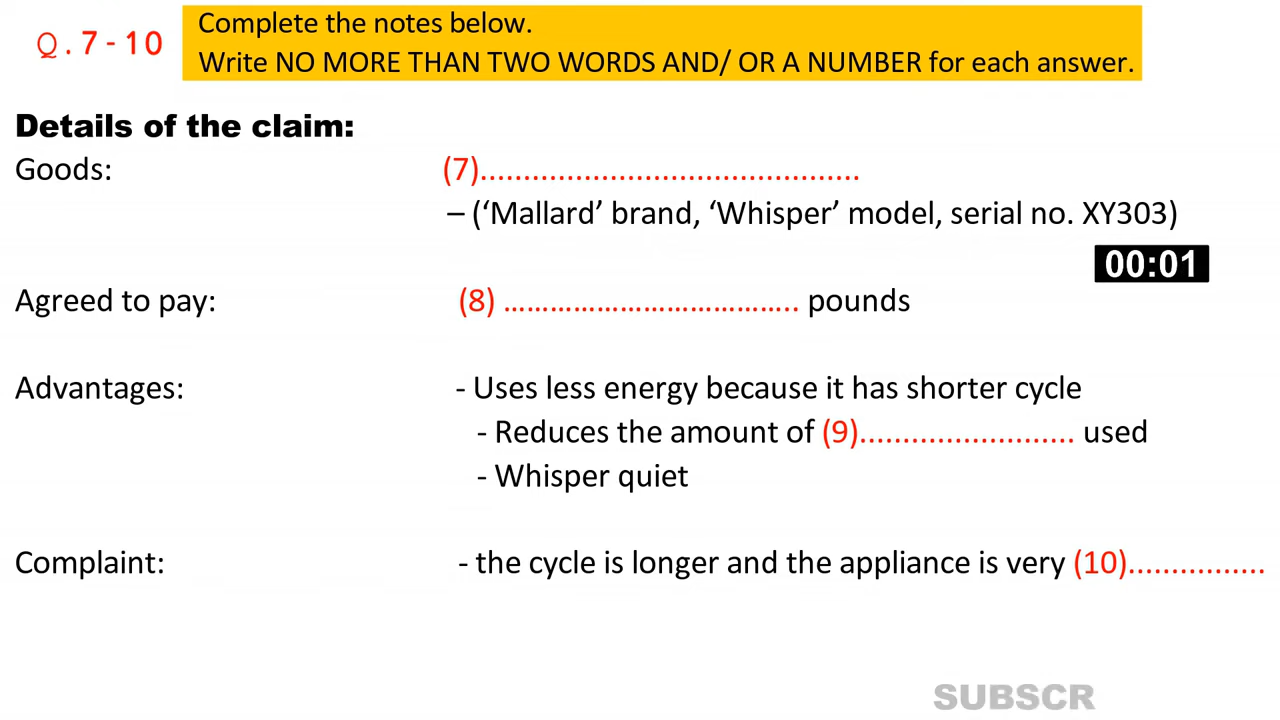 Q.7-10
Complete the notes below.
Write NO MORE THAN TWO WORDS AND/ OR A NUMBER for each answer.
Details of the claim:
Goods: (7)............................................
– (‘Mallard’ brand, ‘Whisper’ model, serial no. XY303)
00:01
Agreed to pay: (8) ……………………………….. pounds
Advantages: - Uses less energy because it has shorter cycle
- Reduces the amount of (9)......................... used
- Whisper quiet
Complaint: - the cycle is longer and the appliance is very (10)................
SUBSCR